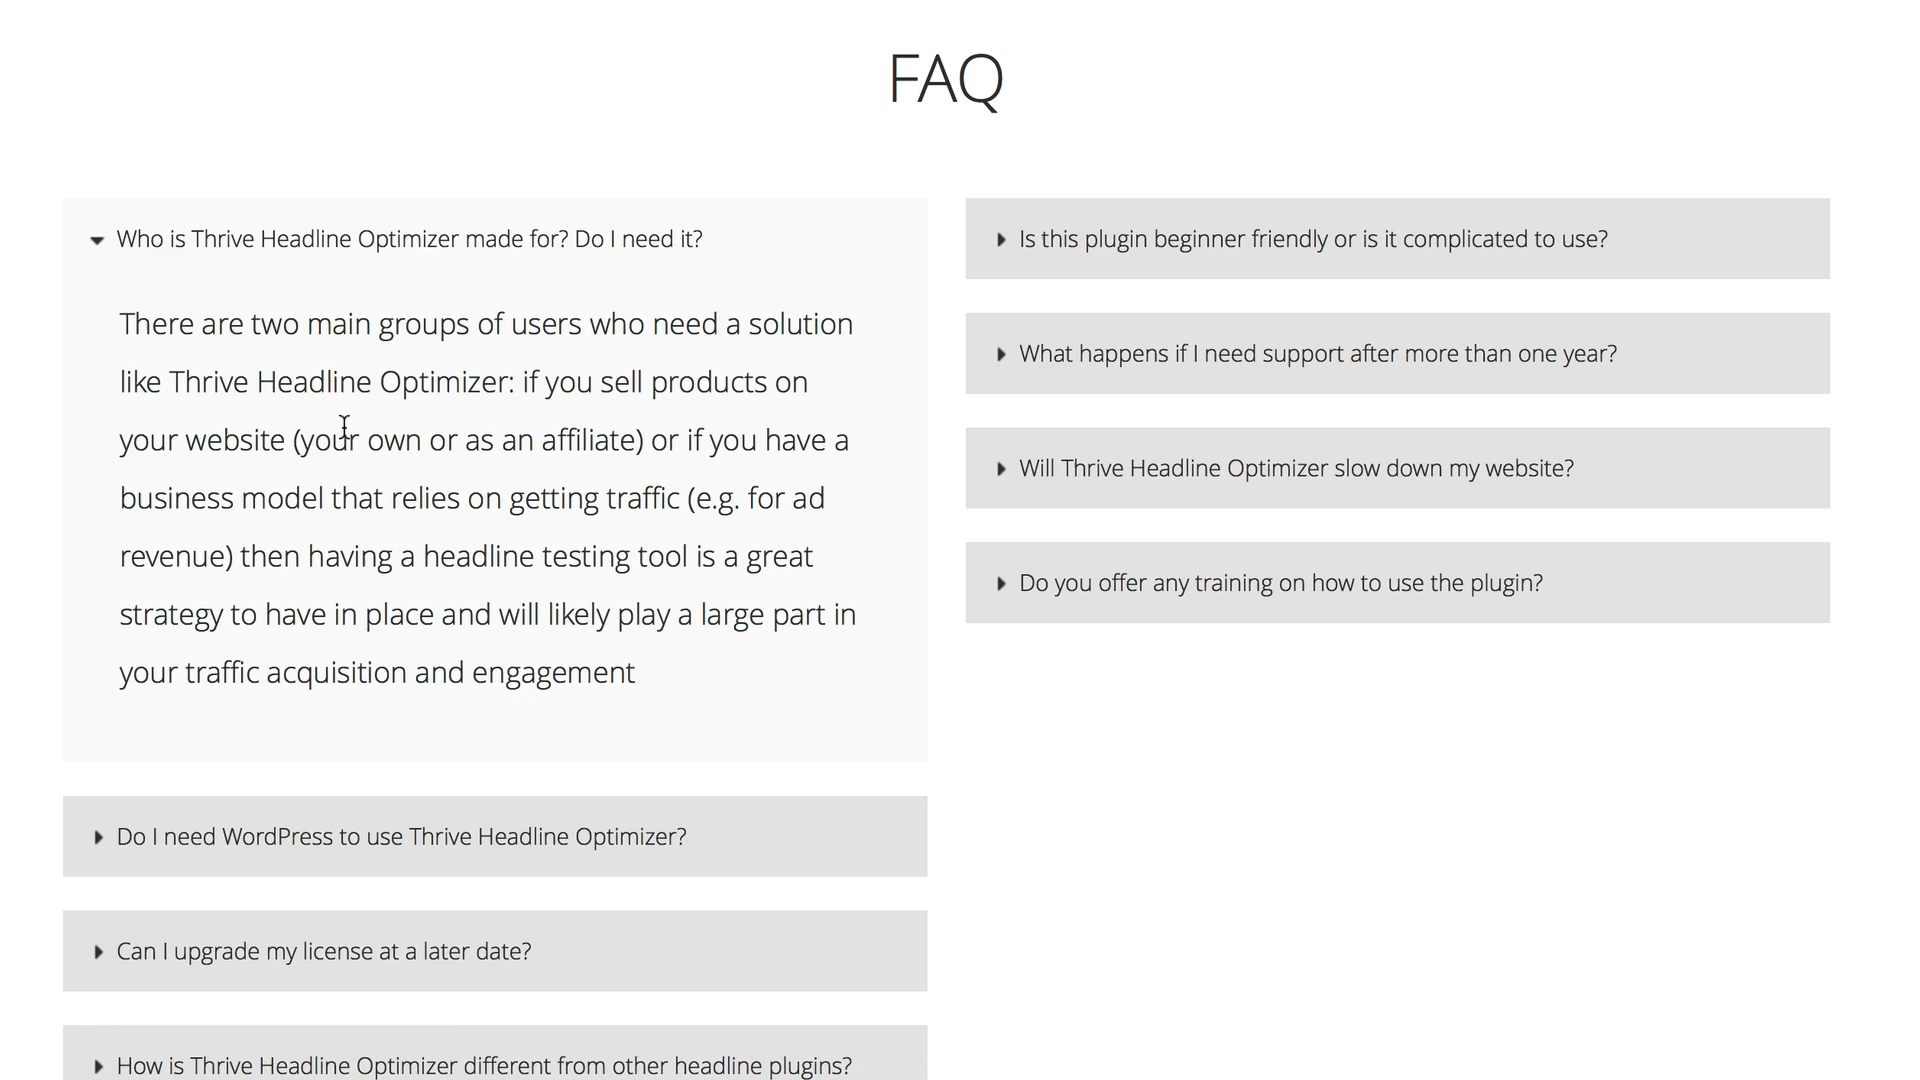 FAQ
Who is Thrive Headline Optimizer made for? Do I need it?
There are two main groups of users who need a solution
like Thrive Headline Optimizer: if you sell products on
your website (your own or as an affiliate) or if you have a
business model that relies on getting traffic (e.g. for ad
revenue) then having a headline testing tool is a great
strategy to have in place and will likely play a large part in
your traffic acquisition and engagement
Do I need WordPress to use Thrive Headline Optimizer?
Can I upgrade my license at a later date?
How is Thrive Headline Optimizer different from other headline plugins?
Is this plugin beginner friendly or is it complicated to use?
What happens if I need support after more than one year?
Will Thrive Headline Optimizer slow down my website?
Do you offer any training on how to use the plugin?